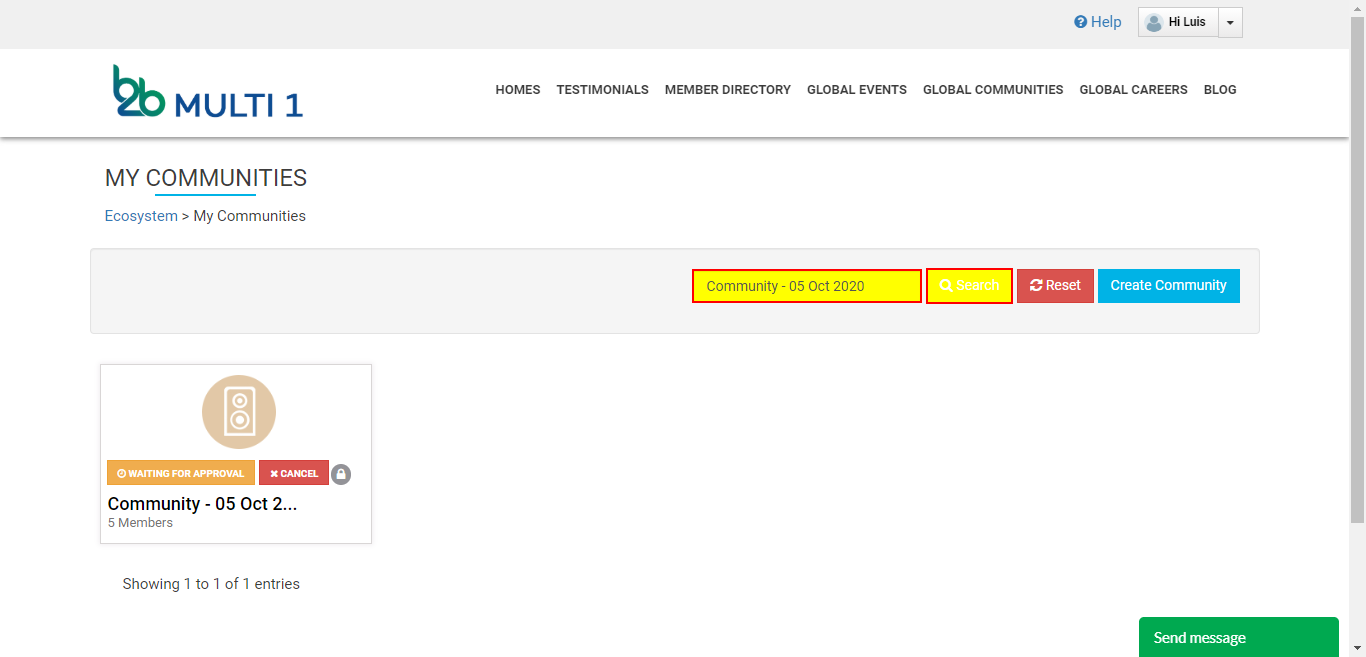 Help
Hi Luis
b2b MULTI 1
HOMES TESTIMONIALS MEMBER DIRECTORY GLOBAL EVENTS GLOBAL COMMUNITIES GLOBAL CAREERS BLOG
MY COMMUNITIES
Ecosystem > My Communities
Community - 05 Oct 2020 Search Reset Create Community
WAITING FOR APPROVAL CANCEL
Community - 05 Oct 2...
5 Members
Showing 1 to 1 of 1 entries
Send message